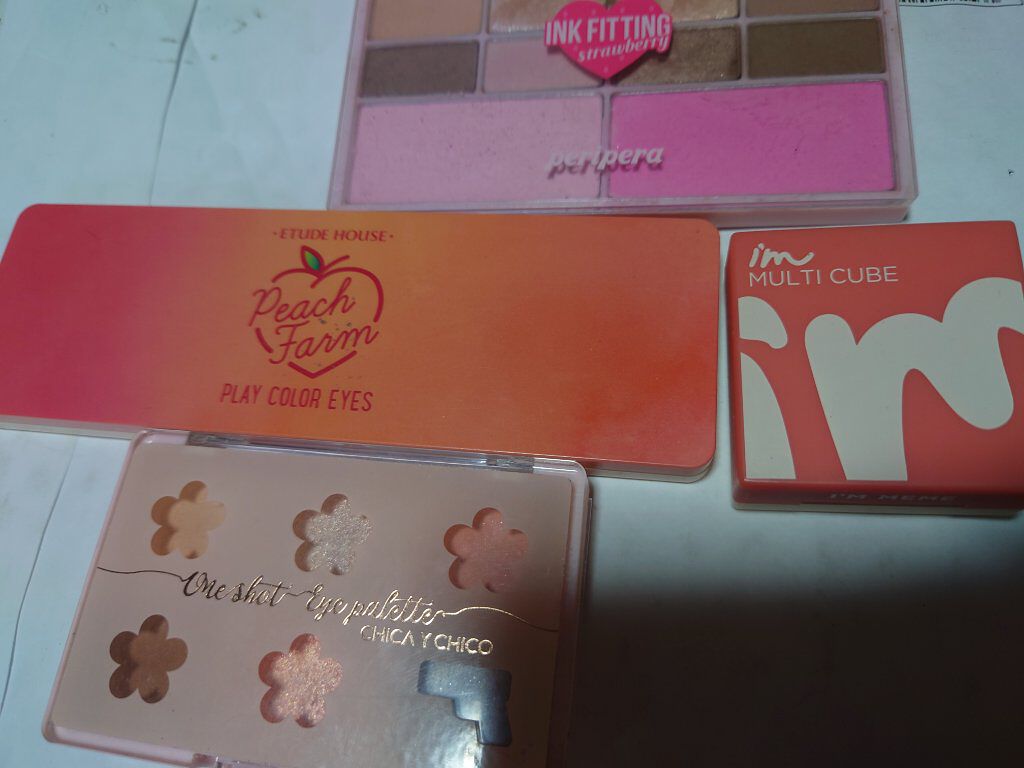 INK FITTING
strawberry
peripera
·ETUDE HOUSE·
Peach
Farm
PLAY COLOR EYES
i'm
MULTI CUBE
im
I'M MEME
One shot Eye palette
CHICA Y CHICO